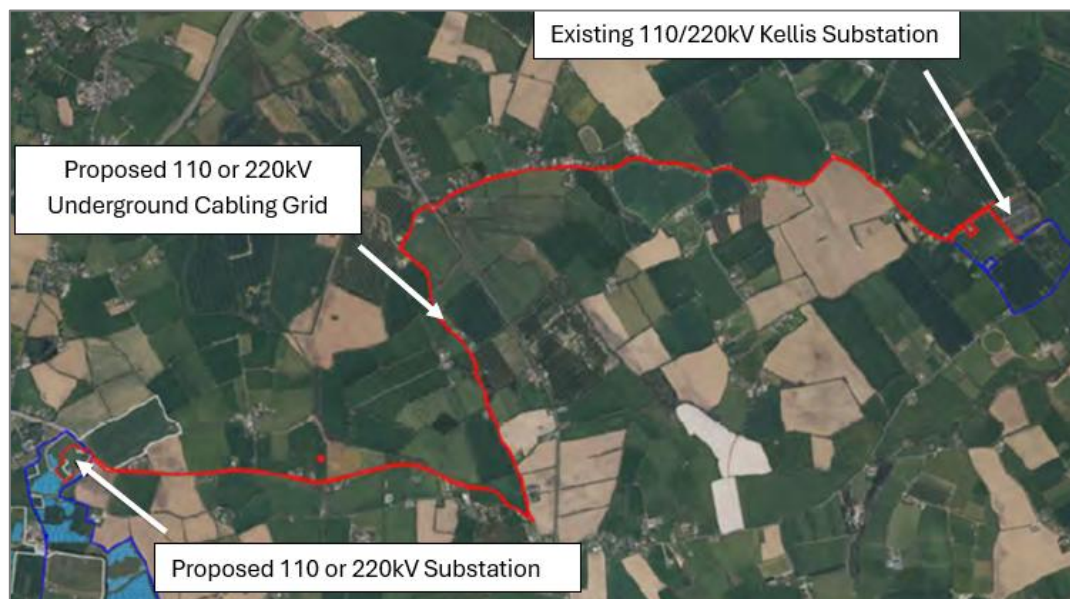 Existing 110/220kV Kellis Substation
Proposed 110 or 220kV
Underground Cabling Grid
Proposed 110 or 220kV Substation